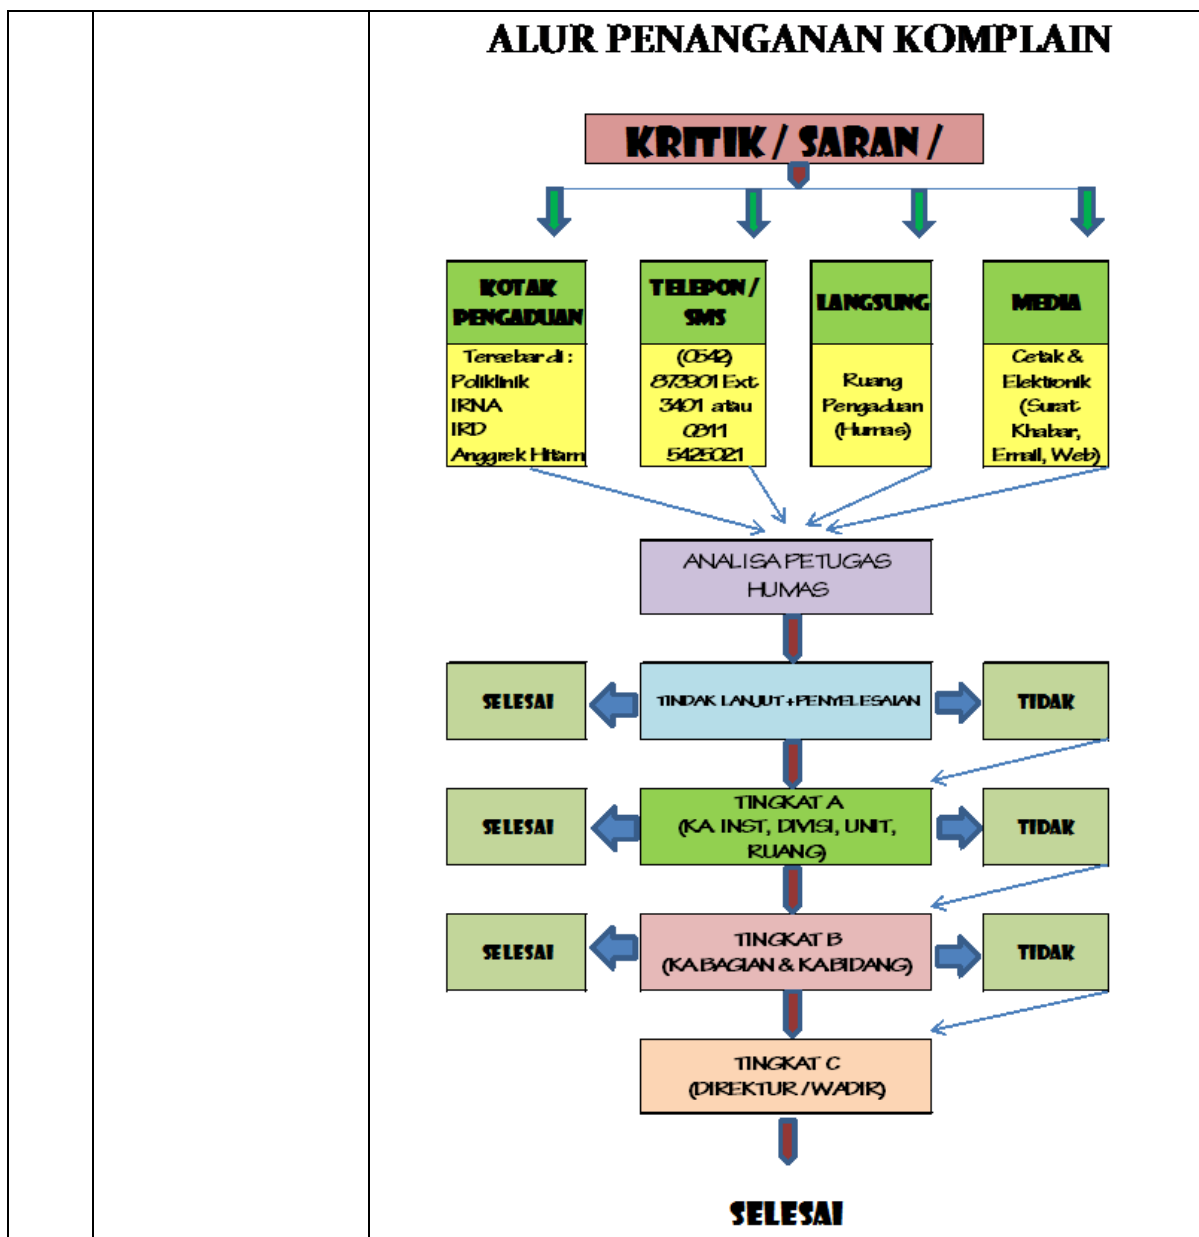 ALUR PENANGANAN KOMPLAIN
KRITIK / SARAN /
KOTAK
PENGADUAN
TELEPON /
SMS
LANGSUNG
MEDIA
Tersebar di :
Poliklinik
IRNA
IRD
Anggrek Hitam
(0542)
873901 Ext
3401 atau
0811
5425021
Ruang
Pengaduan
(Humas)
Cetak &
Elektronik
(Surat
Khabar,
Email, Web)
ANALISA PETUGAS
HUMAS
SELESAI
TINDAK LANJUT + PENYELESAIAN
TIDAK
SELESAI
TINGKAT A
(KA. INST, DIVISI, UNIT,
RUANG)
TIDAK
SELESAI
TINGKAT B
(KABAGIAN & KABIDANG)
TIDAK
TINGKAT C
(DIREKTUR / WADIR)
SELESAI